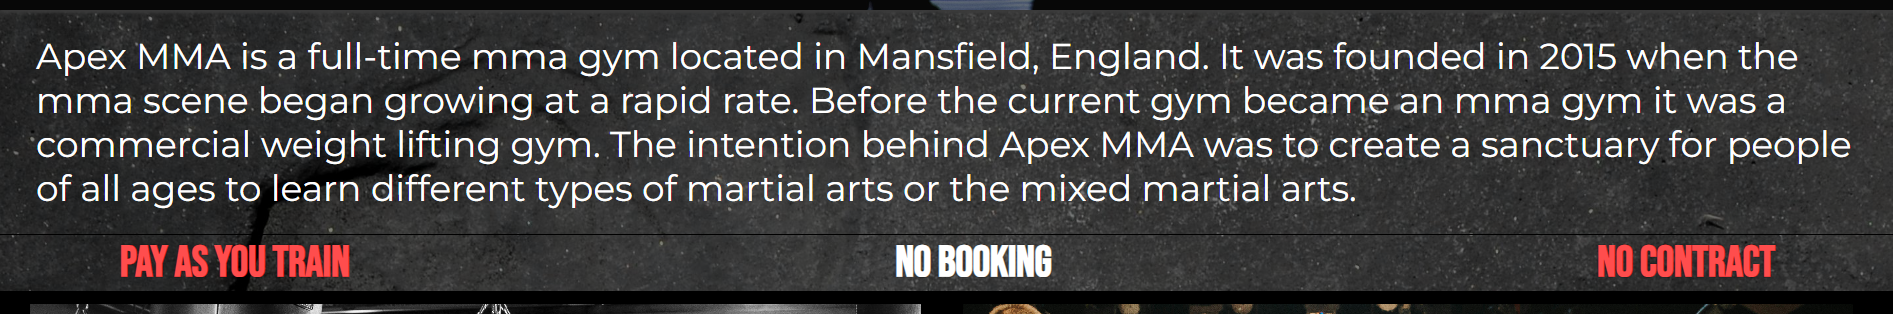 Apex MMA is a full-time mma gym located in Mansfield, England. It was founded in 2015 when the
mma scene began growing at a rapid rate. Before the current gym became an mma gym it was a
commercial weight lifting gym. The intention behind Apex MMA was to create a sanctuary for people
of all ages to learn different types of martial arts or the mixed martial arts.
PAY AS YOU TRAIN
NO BOOKING
NO CONTRACT